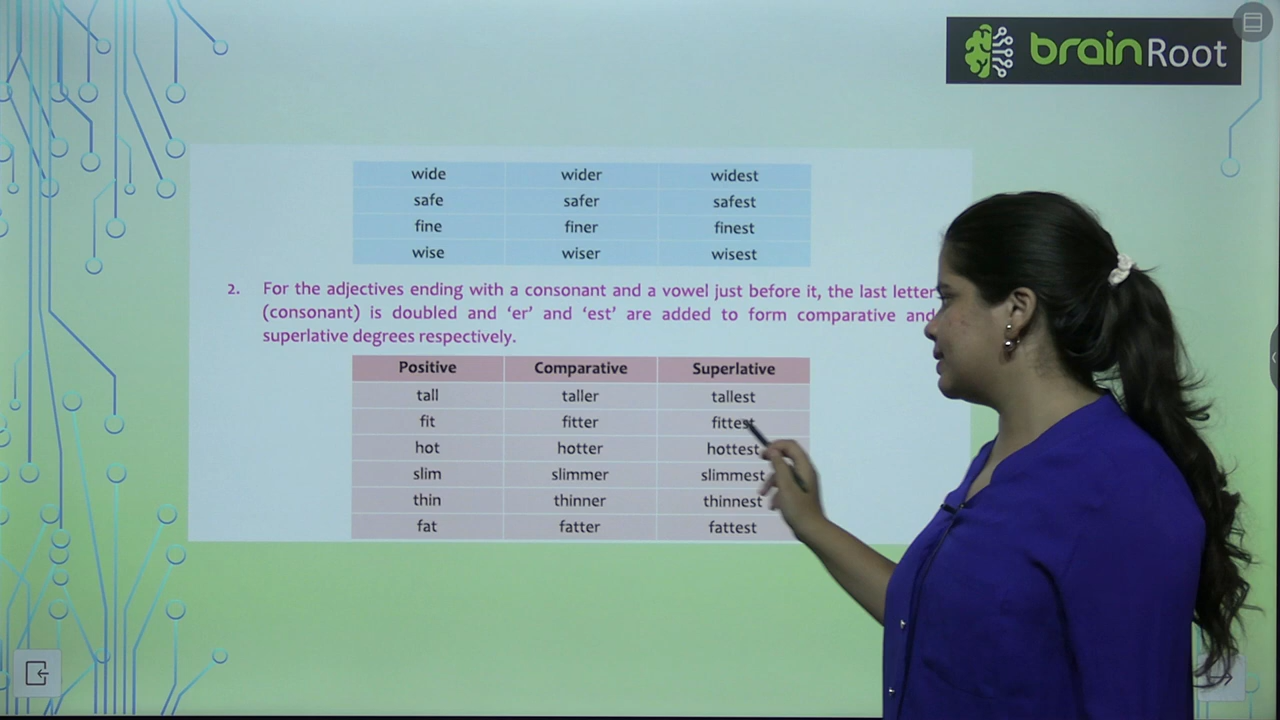 brainRoot
wide wider widest
safe safer safest
fine finer finest
wise wiser wisest
2. For the adjectives ending with a consonant and a vowel just before it, the last letter
(consonant) is doubled and ‘er’ and ‘est’ are added to form comparative and
superlative degrees respectively.
Positive Comparative Superlative
tall taller tallest
fit fitter fittest
hot hotter hottest
slim slimmer slimmest
thin thinner thinnest
fat fatter fattest